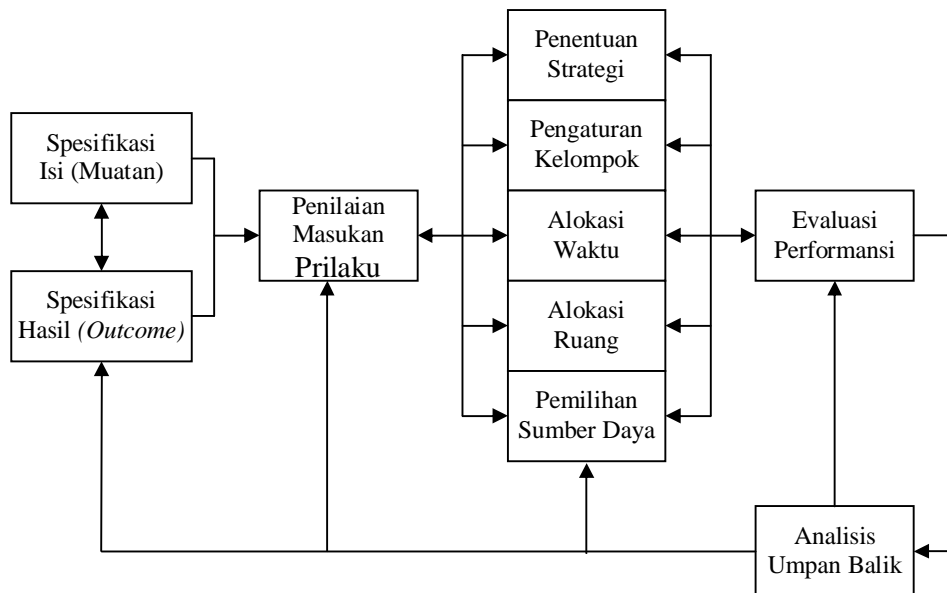 Spesifikasi
Isi (Muatan)
Spesifikasi
Hasil (Outcome)
Penilaian
Masukan
Prilaku
Penentuan
Strategi
Pengaturan
Kelompok
Alokasi
Waktu
Alokasi
Ruang
Pemilihan
Sumber Daya
Evaluasi
Performansi
Analisis
Umpan Balik